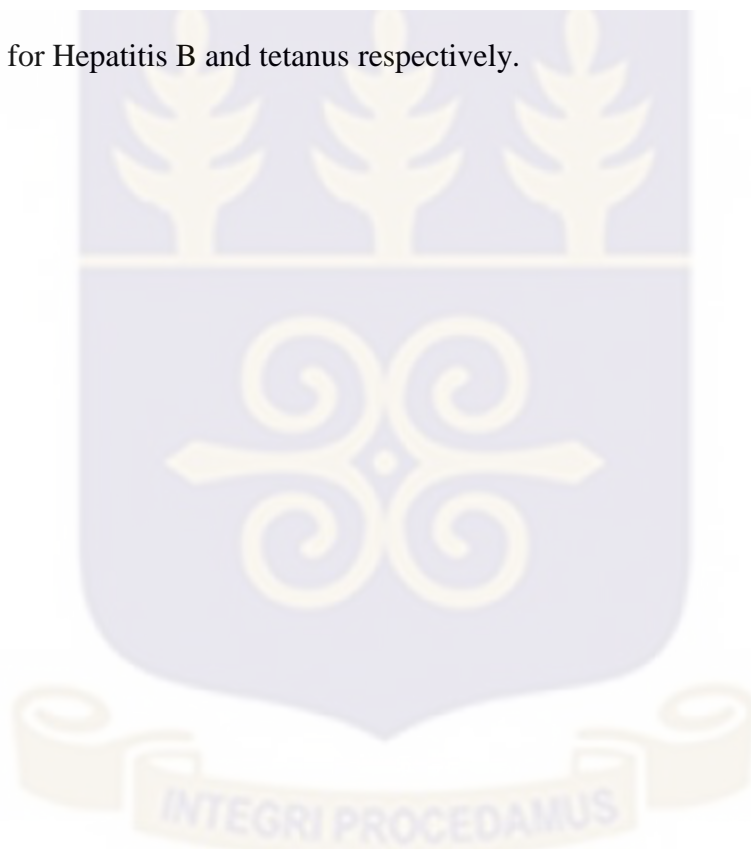 for Hepatitis B and tetanus respectively.
INTEGRI PROCEDAMUS